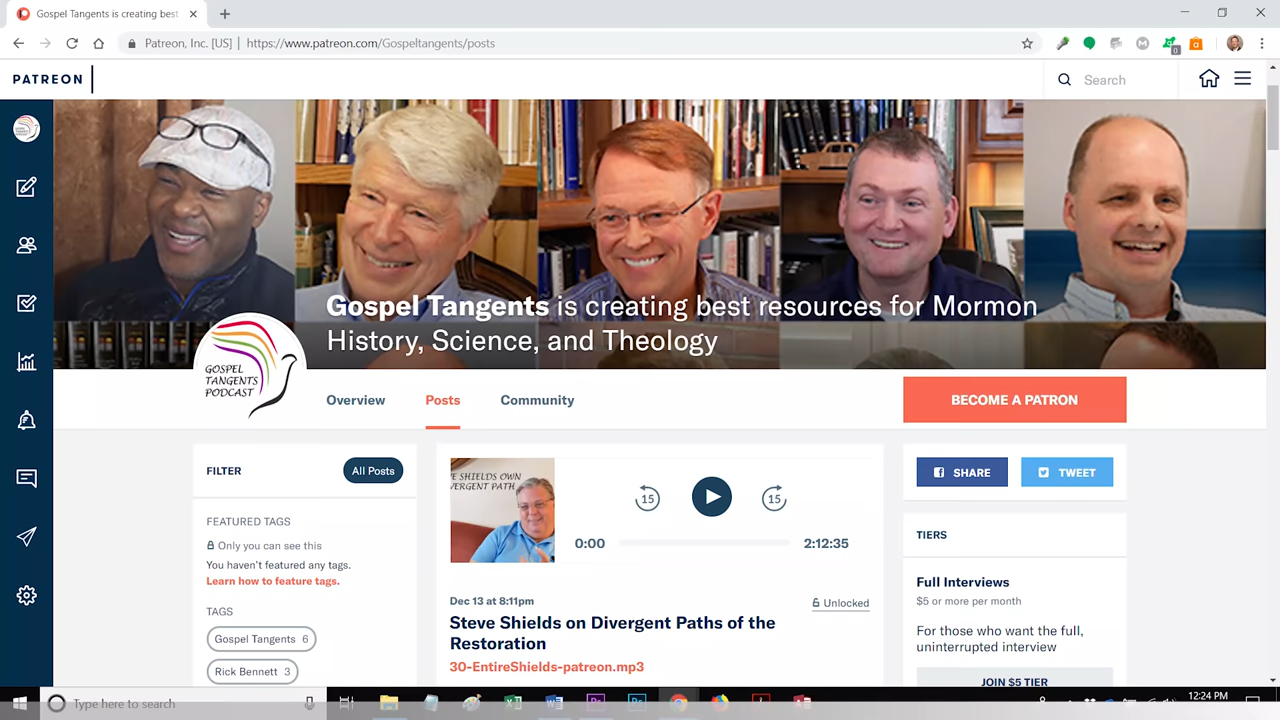 Gospel Tangents is creating best
Patreon, Inc. [US]
https://www.patreon.com/Gospeltangents/posts
0
PATREON
Search
Gospel Tangents is creating best resources for Mormon
History, Science, and Theology
GOSPEL
TANGENTS
PODCAST
Overview
Posts
Community
BECOME A PATRON
FILTER
All Posts
FEATURED TAGS
Only you can see this
You haven't featured any tags.
Learn how to feature tags.
TAGS
Gospel Tangents 6
Rick Bennett 3
E SHIELDS OWN
VERGENT PATH
15
15
0:00
2:12:35
Dec 13 at 8:11pm
Unlocked
Steve Shields on Divergent Paths of the
Restoration
30-EntireShields-patreon.mp3
SHARE
TWEET
TIERS
Full Interviews
$5 or more per month
For those who want the full,
uninterrupted interview
JOIN $5 TIER
Type here to search
12:24 PM